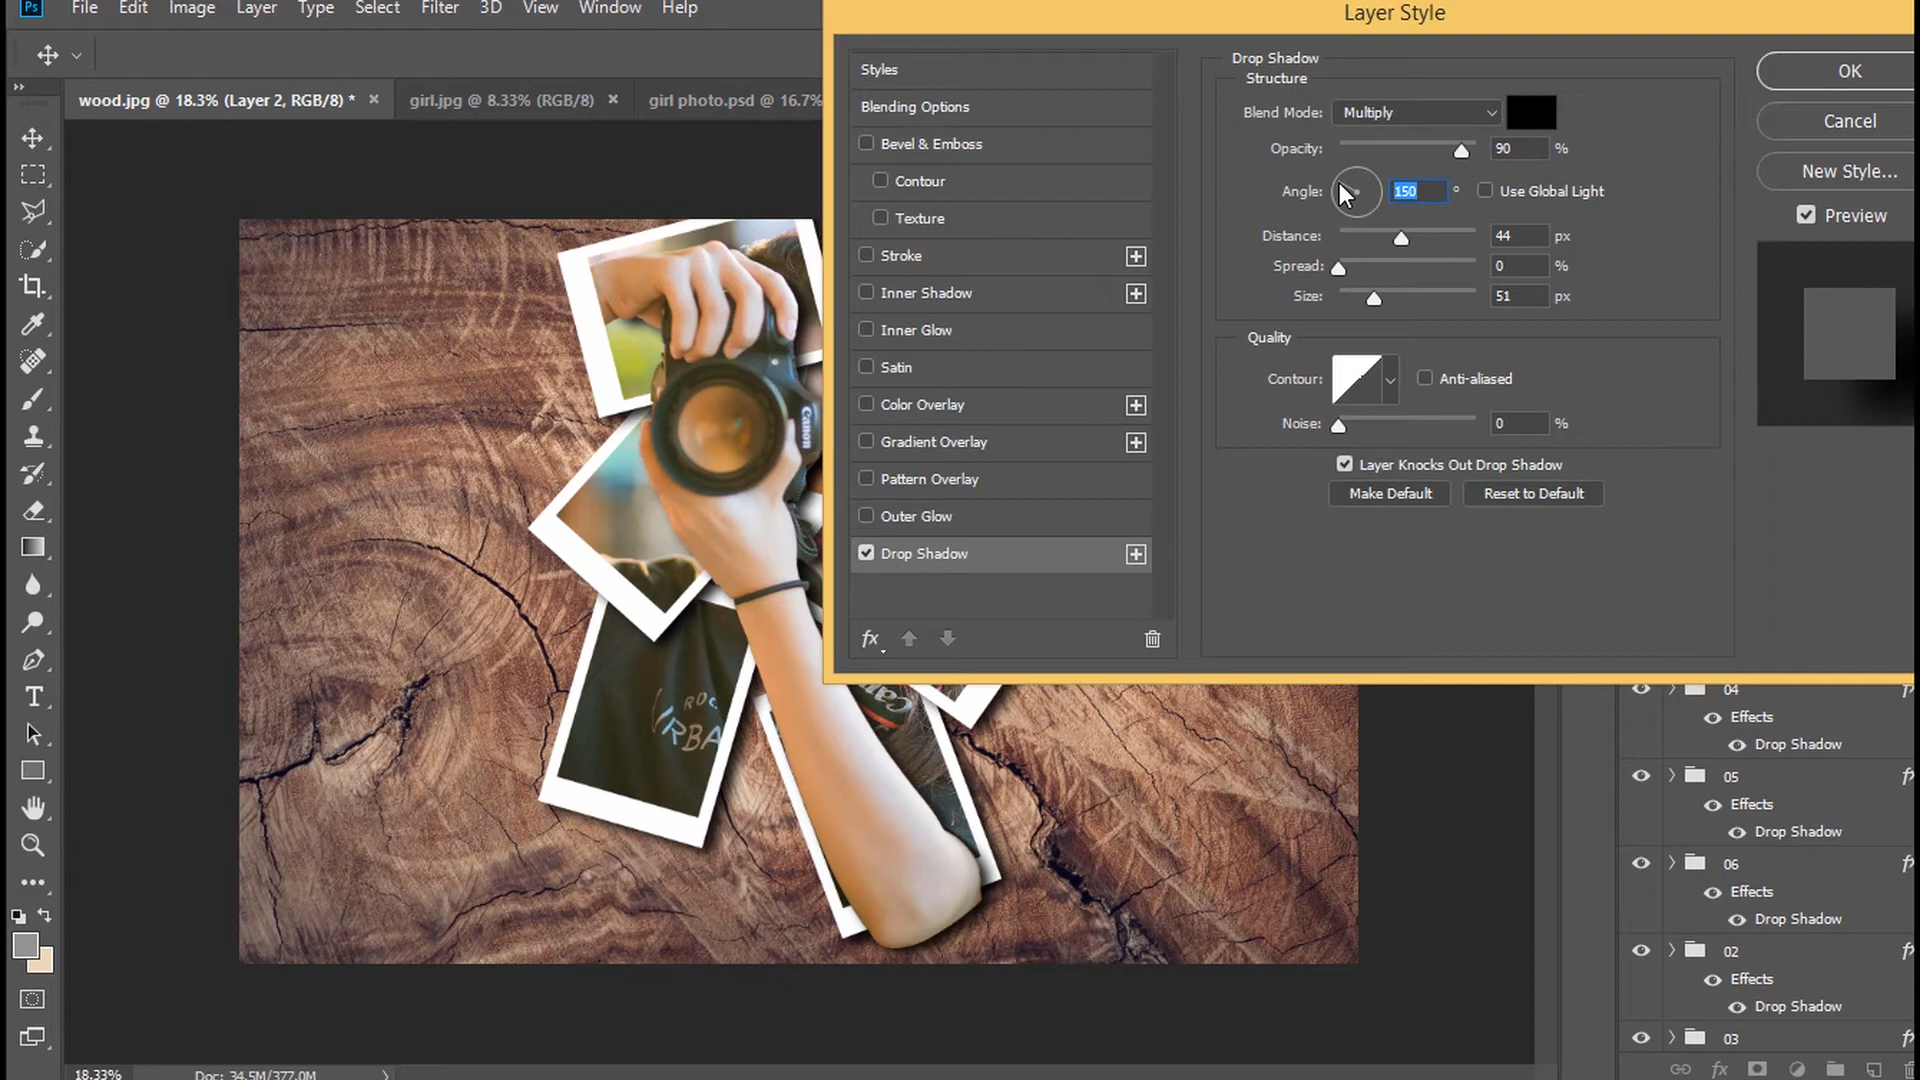 Ps File Edit Image Layer Type Select Filter 3D View Window Help
wood.jpg @ 18.3% (Layer 2, RGB/8) * × girl.jpg @ 8.33% (RGB/8) × girl photo.psd @ 16.7%
Layer Style
Styles
Blending Options
Bevel & Emboss
Contour
Texture
Stroke
Inner Shadow
Inner Glow
Satin
Color Overlay
Gradient Overlay
Pattern Overlay
Outer Glow
Drop Shadow
fx
Drop Shadow
Structure
Blend Mode: Multiply
Opacity: 90 %
Angle: 150 ° Use Global Light
Distance: 44 px
Spread: 0 %
Size: 51 px
Quality
Contour: Anti-aliased
Noise: 0 %
Layer Knocks Out Drop Shadow
Make Default Reset to Default
OK
Cancel
New Style...
Preview
Canon
04
Effects
Drop Shadow
05
Effects
Drop Shadow
06
Effects
Drop Shadow
02
Effects
Drop Shadow
03
fx
18.33% Doc: 34.5M/377.0M